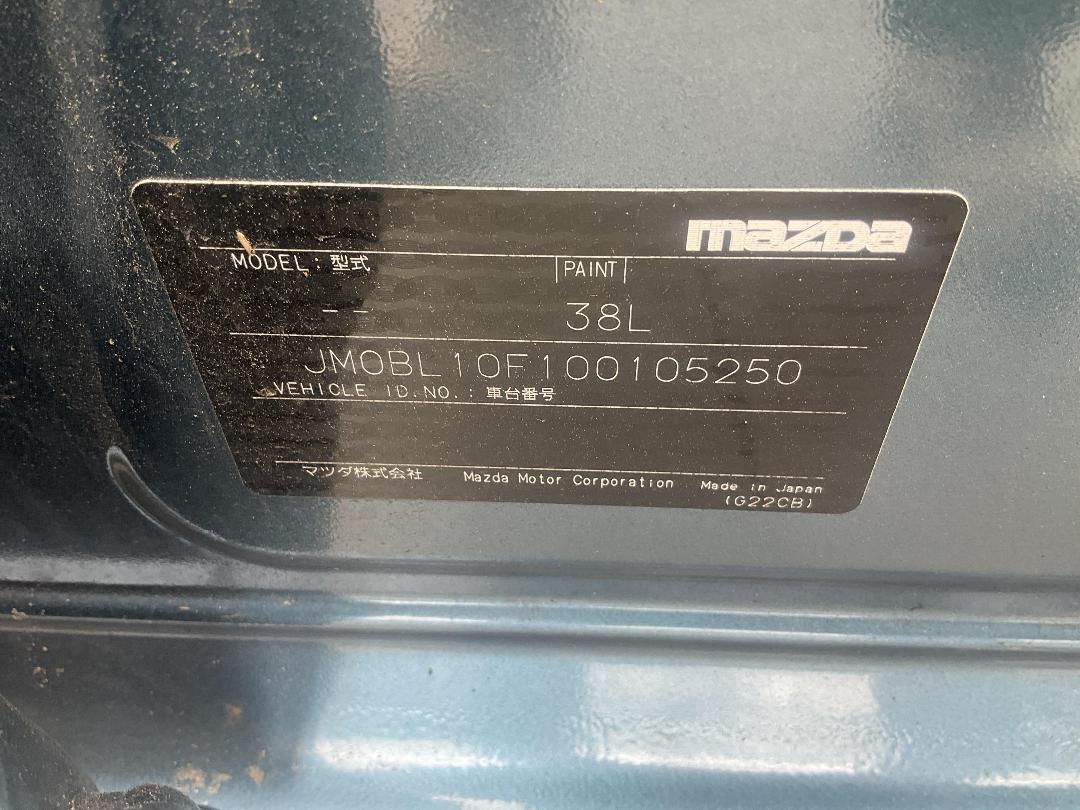 mazda
MODEL : 型式 PAINT
-- 38L
JM0BL10F100105250
VEHICLE ID.NO. : 車台番号
マツダ株式会社 Mazda Motor Corporation Made in Japan
(G22CB)